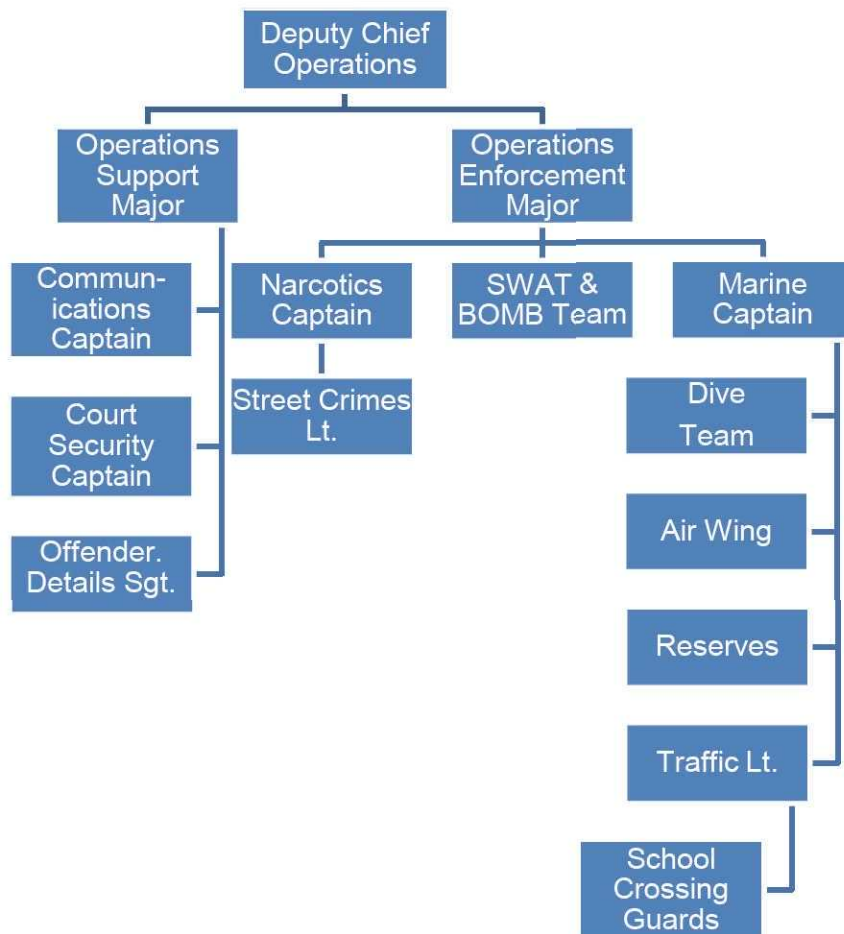 Deputy Chief
Operations
Operations
Support
Major
Operations
Enforcement
Major
Commun-
ications
Captain
Narcotics
Captain
SWAT &
BOMB Team
Marine
Captain
Court
Security
Captain
Street Crimes
Lt.
Dive
Team
Air Wing
Offender.
Details Sgt.
Reserves
Traffic Lt.
School
Crossing
Guards